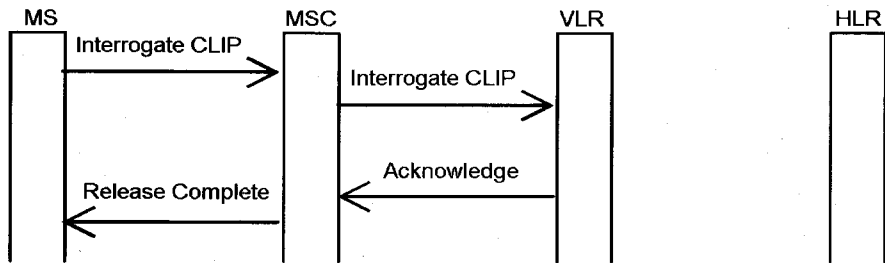 MS MSC VLR HLR
Interrogate CLIP
Interrogate CLIP
Acknowledge
Release Complete